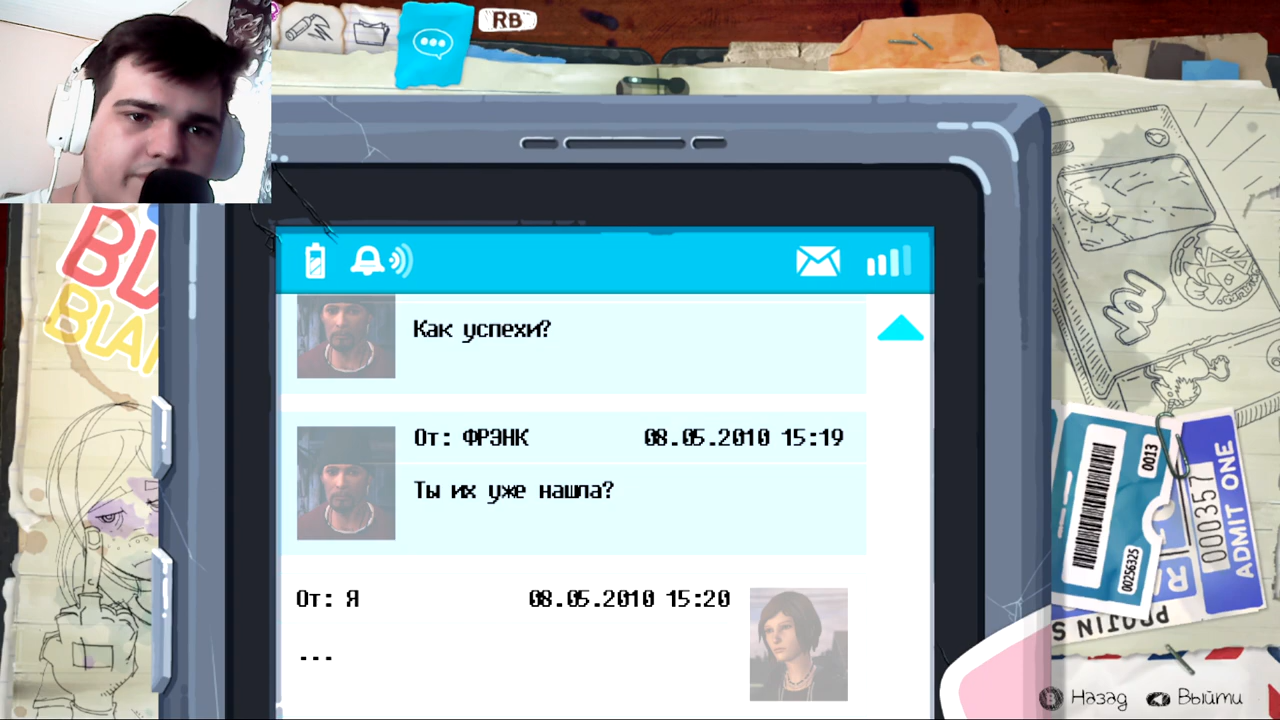 RB
Как успехи?
От: ФРЭНК 08.05.2010 15:19
Ты их уже нашла?
От: Я 08.05.2010 15:20
...
0013
00256325
000357
ADMIT ONE
Назад
Выйти